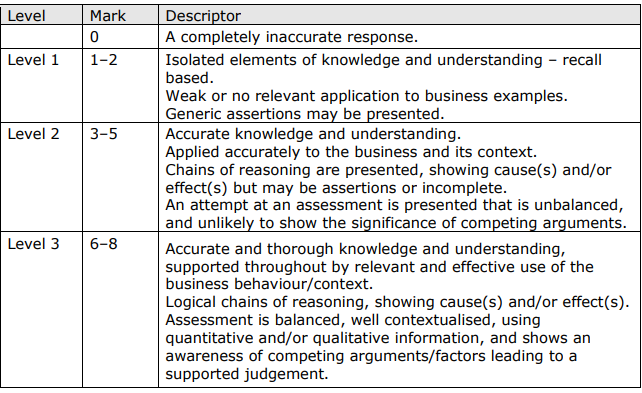 Level Mark Descriptor
0 A completely inaccurate response.
Level 1 1–2 Isolated elements of knowledge and understanding – recall
based.
Weak or no relevant application to business examples.
Generic assertions may be presented.
Level 2 3–5 Accurate knowledge and understanding.
Applied accurately to the business and its context.
Chains of reasoning are presented, showing cause(s) and/or
effect(s) but may be assertions or incomplete.
An attempt at an assessment is presented that is unbalanced,
and unlikely to show the significance of competing arguments.
Level 3 6–8 Accurate and thorough knowledge and understanding,
supported throughout by relevant and effective use of the
business behaviour/context.
Logical chains of reasoning, showing cause(s) and/or effect(s).
Assessment is balanced, well contextualised, using
quantitative and/or qualitative information, and shows an
awareness of competing arguments/factors leading to a
supported judgement.